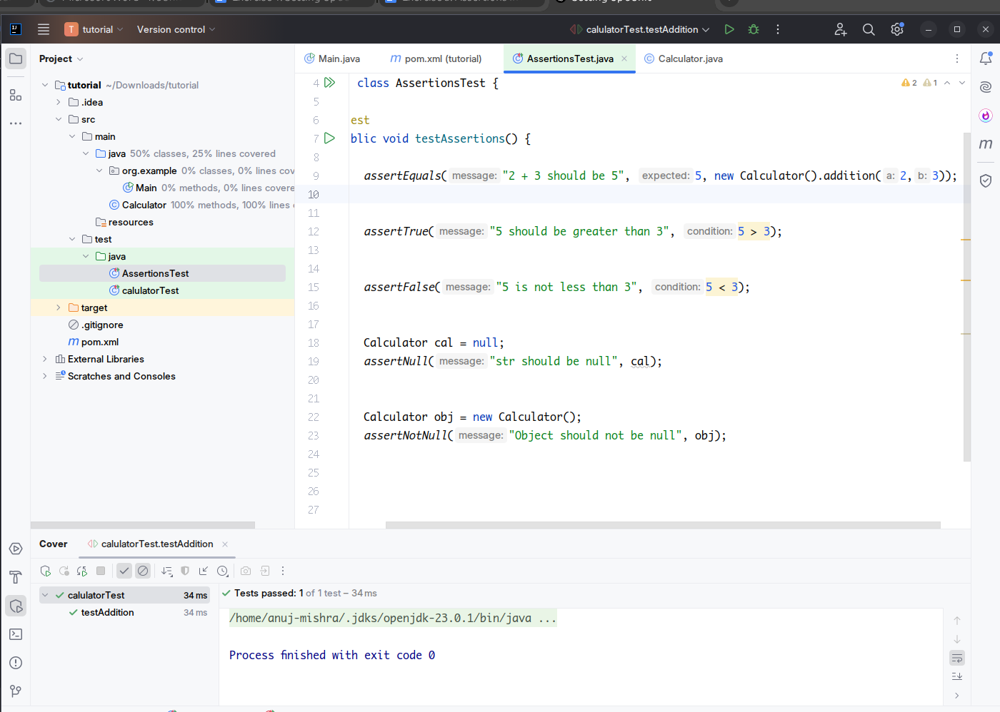 T tutorial Version control calulatorTest.testAddition
Project
Main.java pom.xml (tutorial) AssertionsTest.java Calculator.java
tutorial ~/Downloads/tutorial
.idea
src
main
java 50% classes, 25% lines covered
org.example 0% classes, 0% lines cov
Main 0% methods, 0% lines covere
Calculator 100% methods, 100% lines
resources
test
java
AssertionsTest
calulatorTest
target
.gitignore
pom.xml
External Libraries
Scratches and Consoles
4 class AssertionsTest { 2 1
5
6 est
7 blic void testAssertions() {
8
9 assertEquals( message: "2 + 3 should be 5", expected: 5, new Calculator().addition( a: 2, b: 3));
10
11
12 assertTrue( message: "5 should be greater than 3", condition: 5 > 3);
13
14
15 assertFalse( message: "5 is not less than 3", condition: 5 < 3);
16
17
18 Calculator cal = null;
19 assertNull( message: "str should be null", cal);
20
21
22 Calculator obj = new Calculator();
23 assertNotNull( message: "Object should not be null", obj);
24
25
26
27
Cover calulatorTest.testAddition
calulatorTest 34 ms
testAddition 34 ms
Tests passed: 1 of 1 test – 34 ms
/home/anuj-mishra/.jdks/openjdk-23.0.1/bin/java ...
Process finished with exit code 0